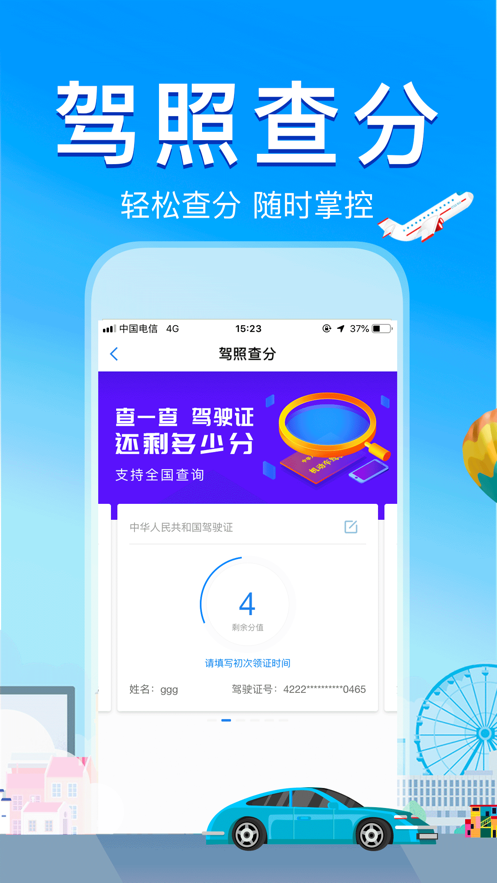 驾照查分
轻松查分 随时掌控
中国电信 4G 15:23 37%
驾照查分
查一查 驾驶证
还剩多少分
支持全国查询
中华人民共和国驾驶证
4
剩余分值
请填写初次领证时间
姓名：ggg 驾驶证号：4222**********0465